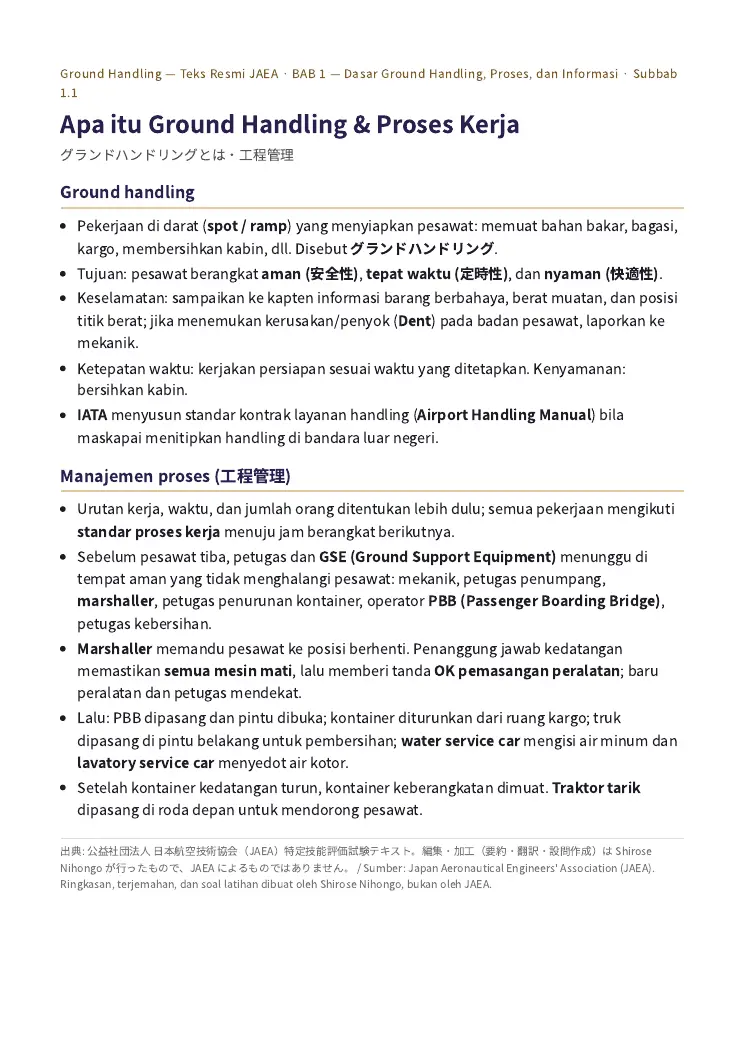 Ground Handling — Teks Resmi JAEA · BAB 1 — Dasar Ground Handling, Proses, dan Informasi · Subbab
1.1
Apa itu Ground Handling & Proses Kerja
グランドハンドリングとは・工程管理
Ground handling
• Pekerjaan di darat (spot / ramp) yang menyiapkan pesawat: memuat bahan bakar, bagasi,
kargo, membersihkan kabin, dll. Disebut グランドハンドリング.
• Tujuan: pesawat berangkat aman (安全性), tepat waktu (定時性), dan nyaman (快適性).
• Keselamatan: sampaikan ke kapten informasi barang berbahaya, berat muatan, dan posisi
titik berat; jika menemukan kerusakan/penyok (Dent) pada badan pesawat, laporkan ke
mekanik.
• Ketepatan waktu: kerjakan persiapan sesuai waktu yang ditetapkan. Kenyamanan:
bersihkan kabin.
• IATA menyusun standar kontrak layanan handling (Airport Handling Manual) bila
maskapai menitipkan handling di bandara luar negeri.
Manajemen proses (工程管理)
• Urutan kerja, waktu, dan jumlah orang ditentukan lebih dulu; semua pekerjaan mengikuti
standar proses kerja menuju jam berangkat berikutnya.
• Sebelum pesawat tiba, petugas dan GSE (Ground Support Equipment) menunggu di
tempat aman yang tidak menghalangi pesawat: mekanik, petugas penumpang,
marshaller, petugas penurunan kontainer, operator PBB (Passenger Boarding Bridge),
petugas kebersihan.
• Marshaller memandu pesawat ke posisi berhenti. Penanggung jawab kedatangan
memastikan semua mesin mati, lalu memberi tanda OK pemasangan peralatan; baru
peralatan dan petugas mendekat.
• Lalu: PBB dipasang dan pintu dibuka; kontainer diturunkan dari ruang kargo; truk
dipasang di pintu belakang untuk pembersihan; water service car mengisi air minum dan
lavatory service car menyedot air kotor.
• Setelah kontainer kedatangan turun, kontainer keberangkatan dimuat. Traktor tarik
dipasang di roda depan untuk mendorong pesawat.
出典: 公益社団法人 日本航空技術協会（JAEA）特定技能評価試験テキスト。編集・加工（要約・翻訳・設問作成）は Shirose
Nihongo が行ったもので、JAEA によるものではありません。 / Sumber: Japan Aeronautical Engineers' Association (JAEA).
Ringkasan, terjemahan, dan soal latihan dibuat oleh Shirose Nihongo, bukan oleh JAEA.